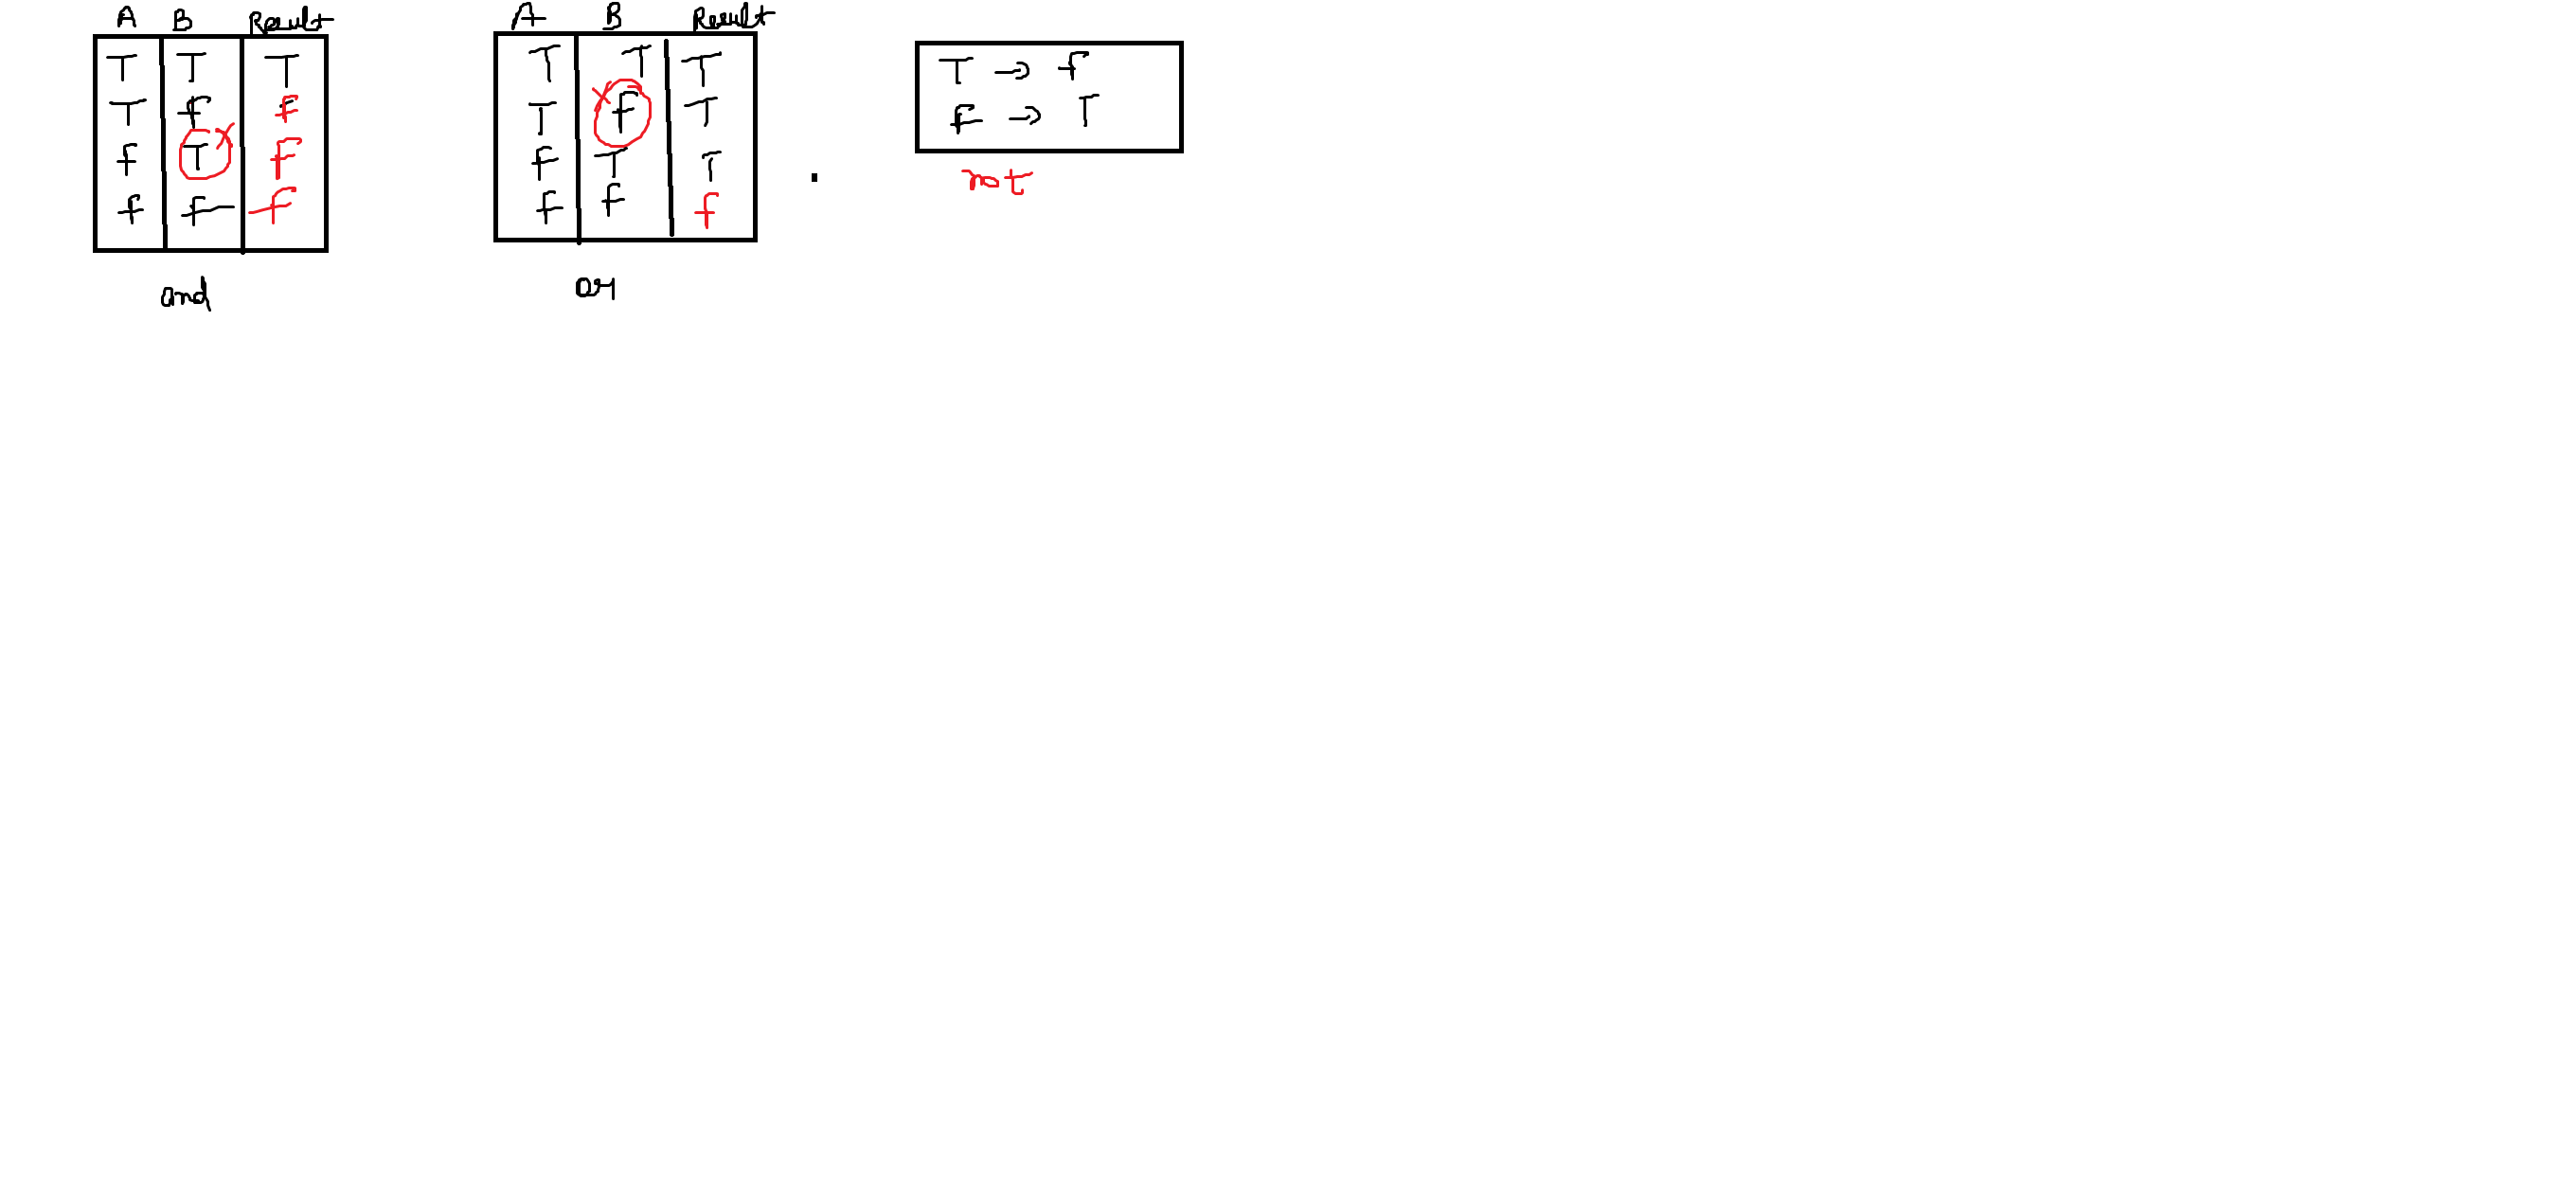 A B Result
T T T
T f f
f T x f
f f f
and
A B Result
T T T
T x f T
f T T
f f f
or
T → f
f → T
not